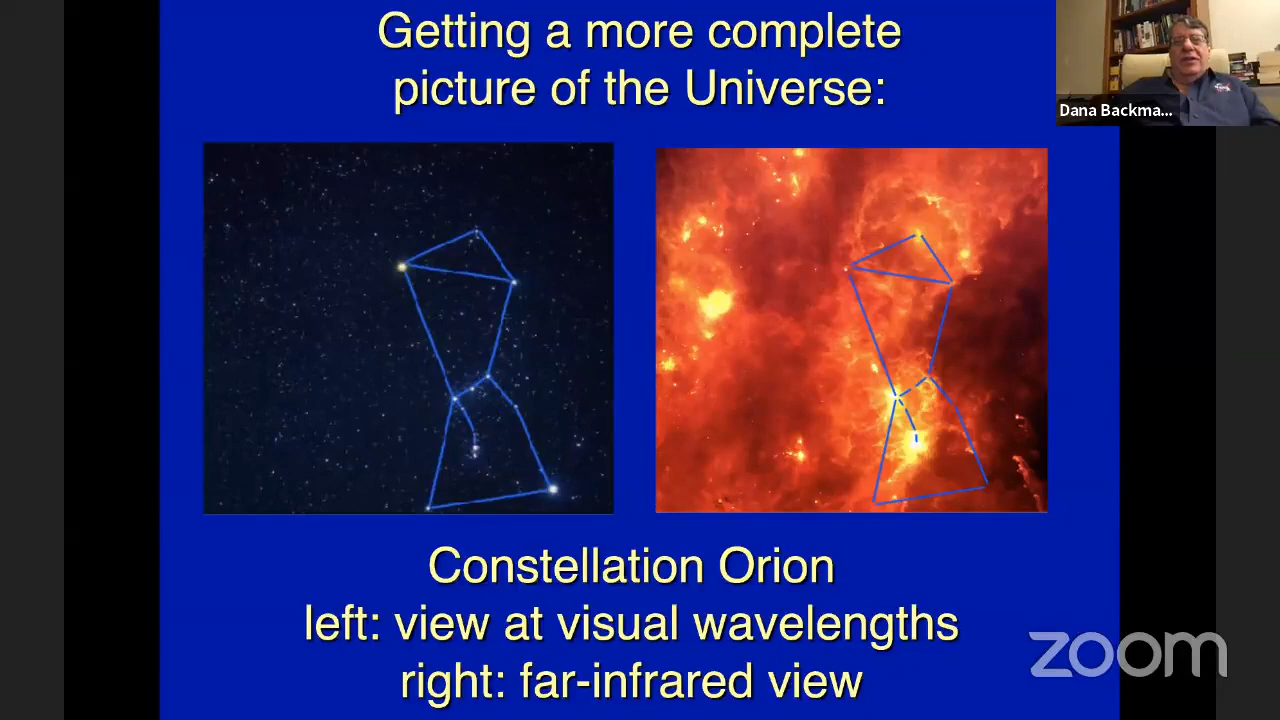 Getting a more complete
picture of the Universe:
Dana Backma...
Constellation Orion
left: view at visual wavelengths
right: far-infrared view
zoom